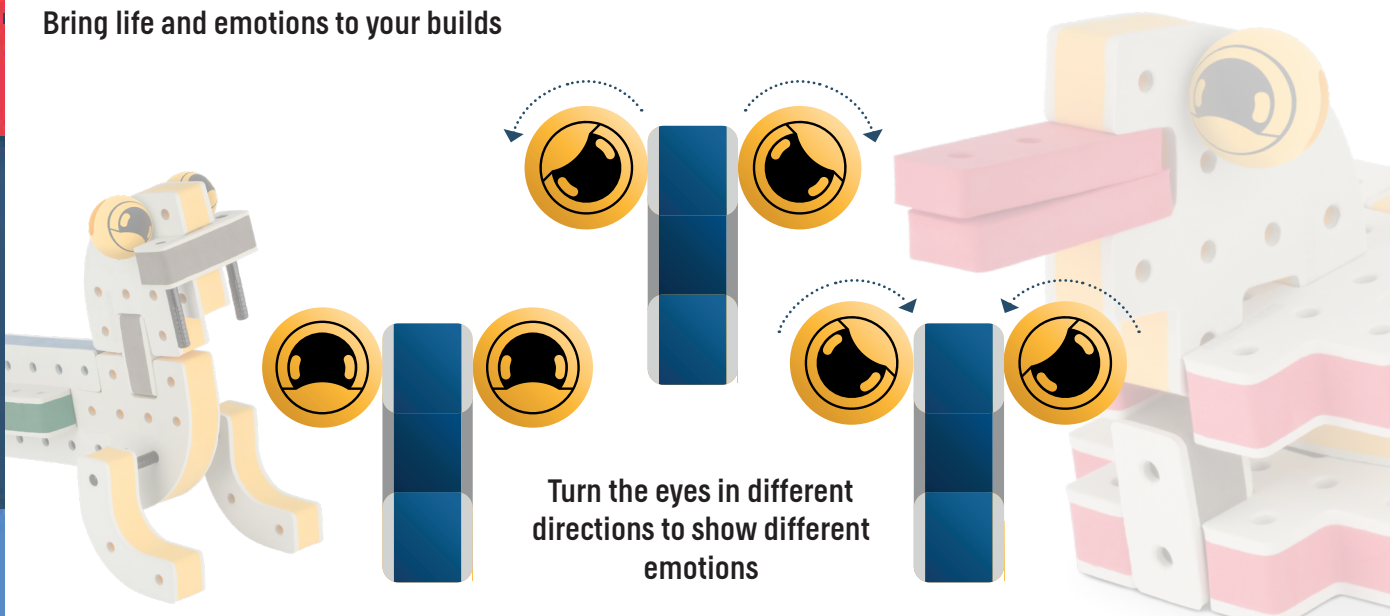 Bring life and emotions to your builds
Turn the eyes in different
directions to show different
emotions